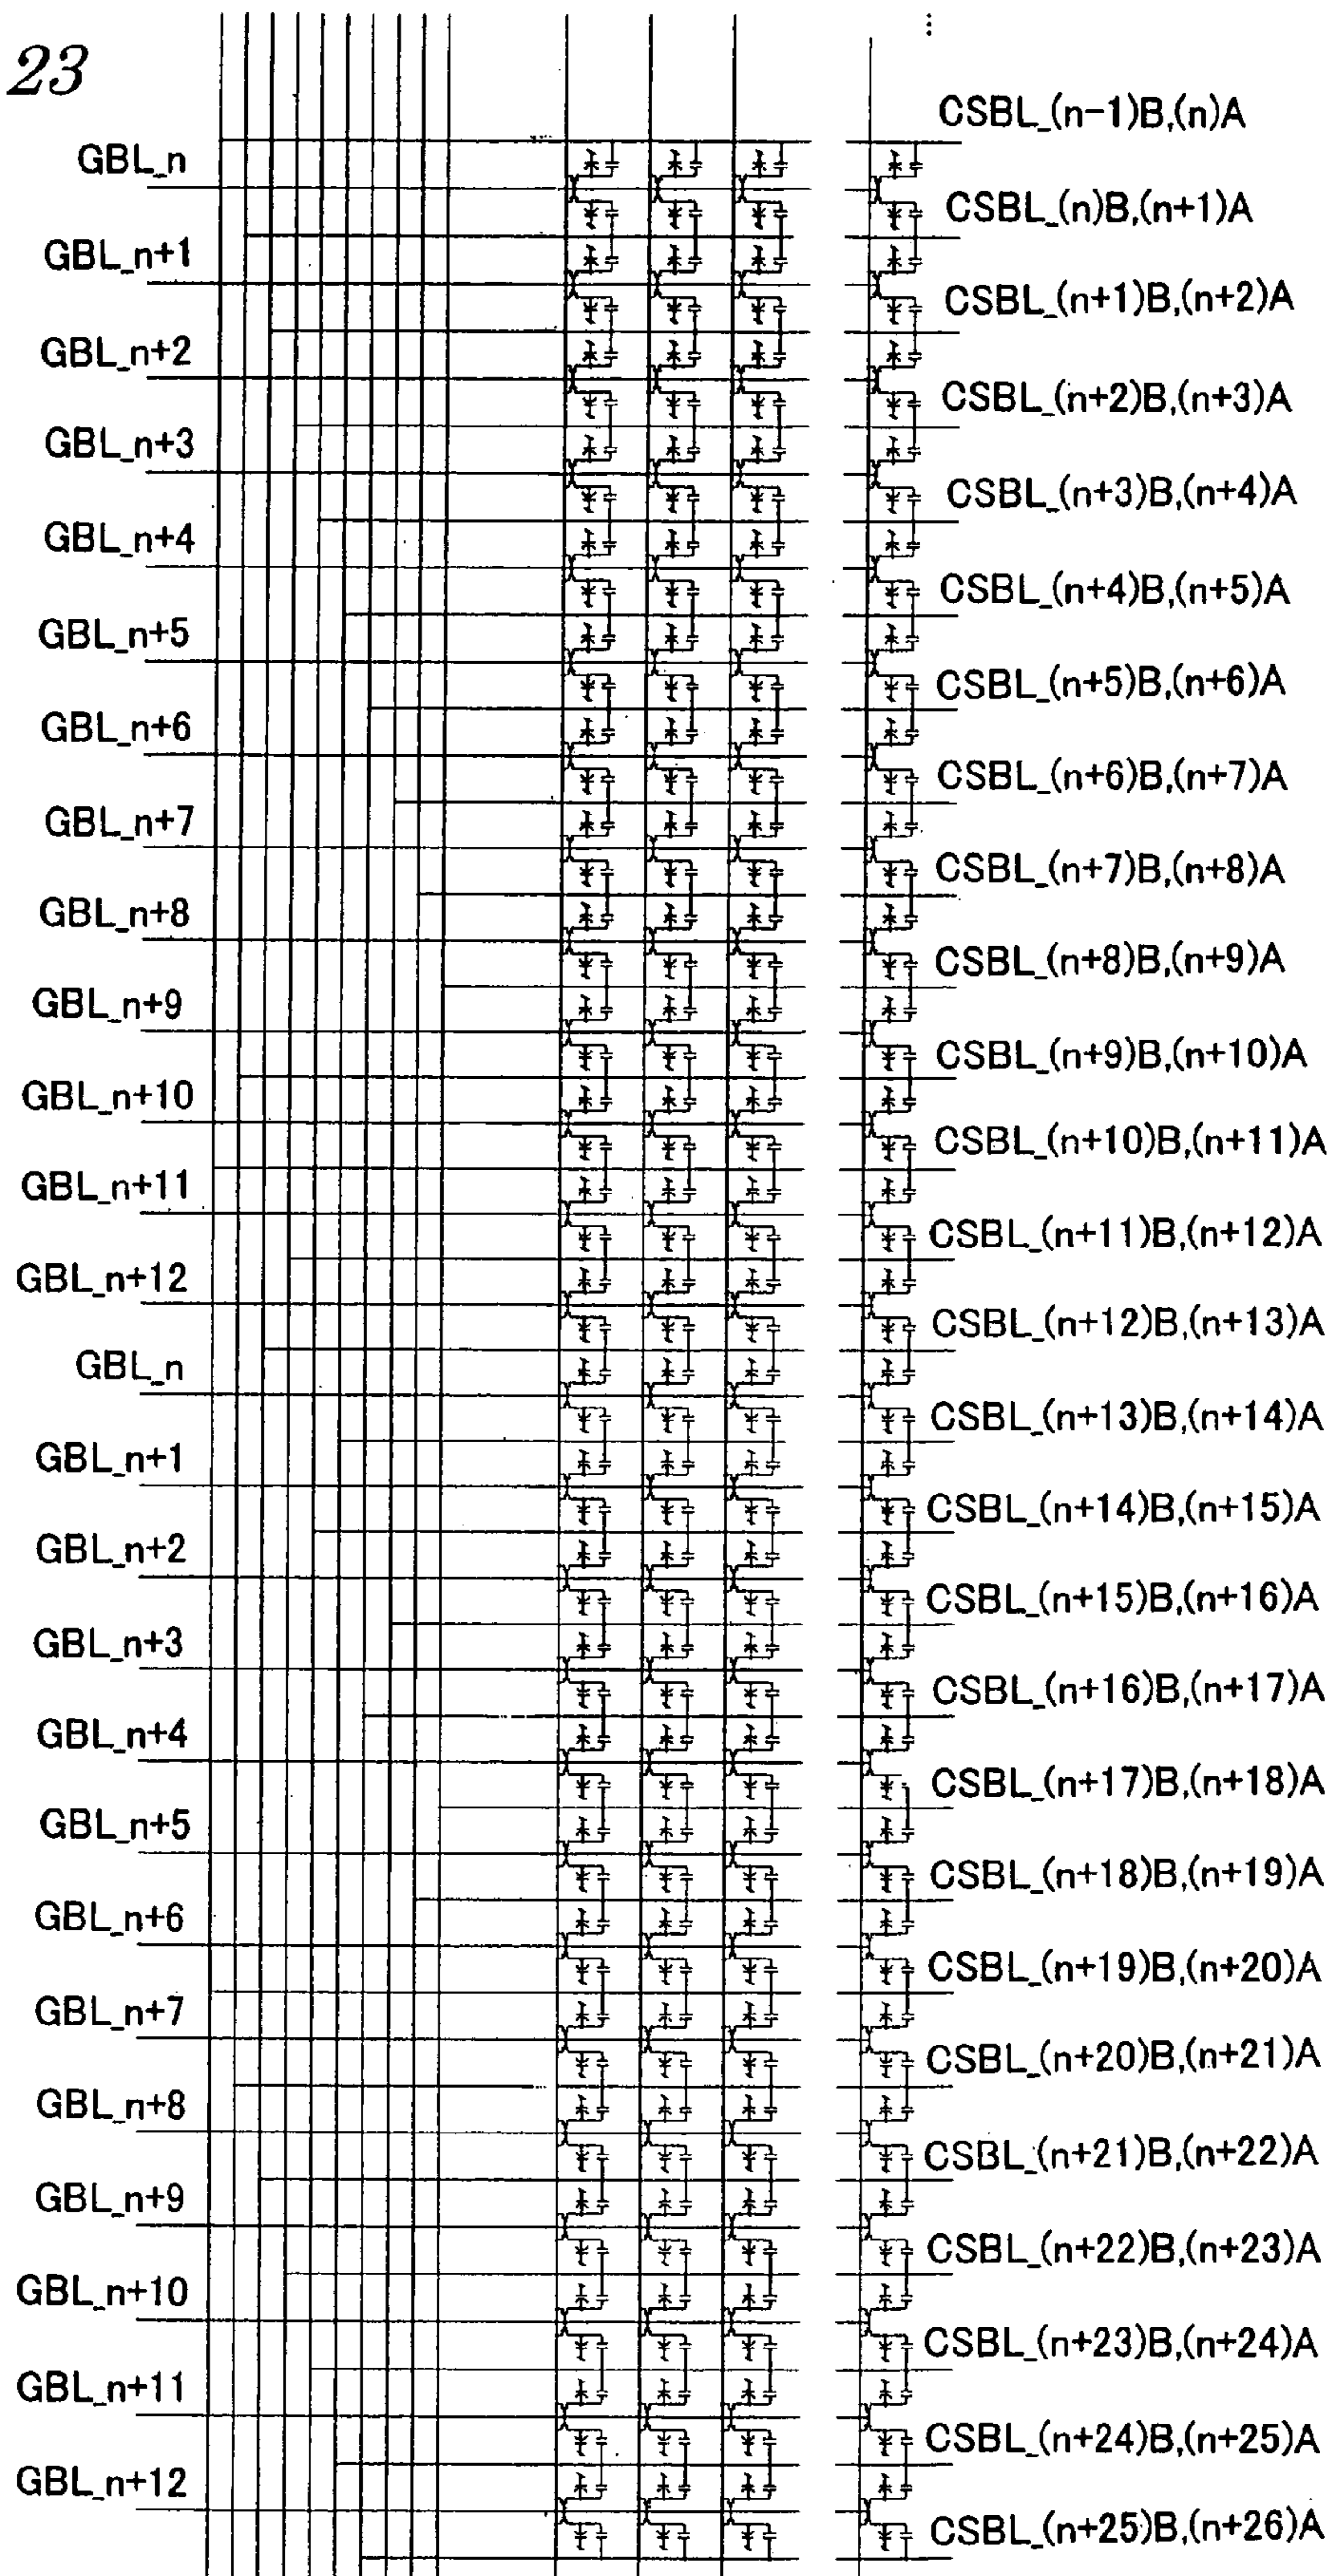 23
CSBL_(n-1)B,(n)A
GBL_n
CSBL_(n)B,(n+1)A
GBL_n+1
CSBL_(n+1)B,(n+2)A
GBL_n+2
CSBL_(n+2)B,(n+3)A
GBL_n+3
CSBL_(n+3)B,(n+4)A
GBL_n+4
CSBL_(n+4)B,(n+5)A
GBL_n+5
CSBL_(n+5)B,(n+6)A
GBL_n+6
CSBL_(n+6)B,(n+7)A
GBL_n+7
CSBL_(n+7)B,(n+8)A
GBL_n+8
CSBL_(n+8)B,(n+9)A
GBL_n+9
CSBL_(n+9)B,(n+10)A
GBL_n+10
CSBL_(n+10)B,(n+11)A
GBL_n+11
CSBL_(n+11)B,(n+12)A
GBL_n+12
CSBL_(n+12)B,(n+13)A
GBL_n
CSBL_(n+13)B,(n+14)A
GBL_n+1
CSBL_(n+14)B,(n+15)A
GBL_n+2
CSBL_(n+15)B,(n+16)A
GBL_n+3
CSBL_(n+16)B,(n+17)A
GBL_n+4
CSBL_(n+17)B,(n+18)A
GBL_n+5
CSBL_(n+18)B,(n+19)A
GBL_n+6
CSBL_(n+19)B,(n+20)A
GBL_n+7
CSBL_(n+20)B,(n+21)A
GBL_n+8
CSBL_(n+21)B,(n+22)A
GBL_n+9
CSBL_(n+22)B,(n+23)A
GBL_n+10
CSBL_(n+23)B,(n+24)A
GBL_n+11
CSBL_(n+24)B,(n+25)A
GBL_n+12
CSBL_(n+25)B,(n+26)A